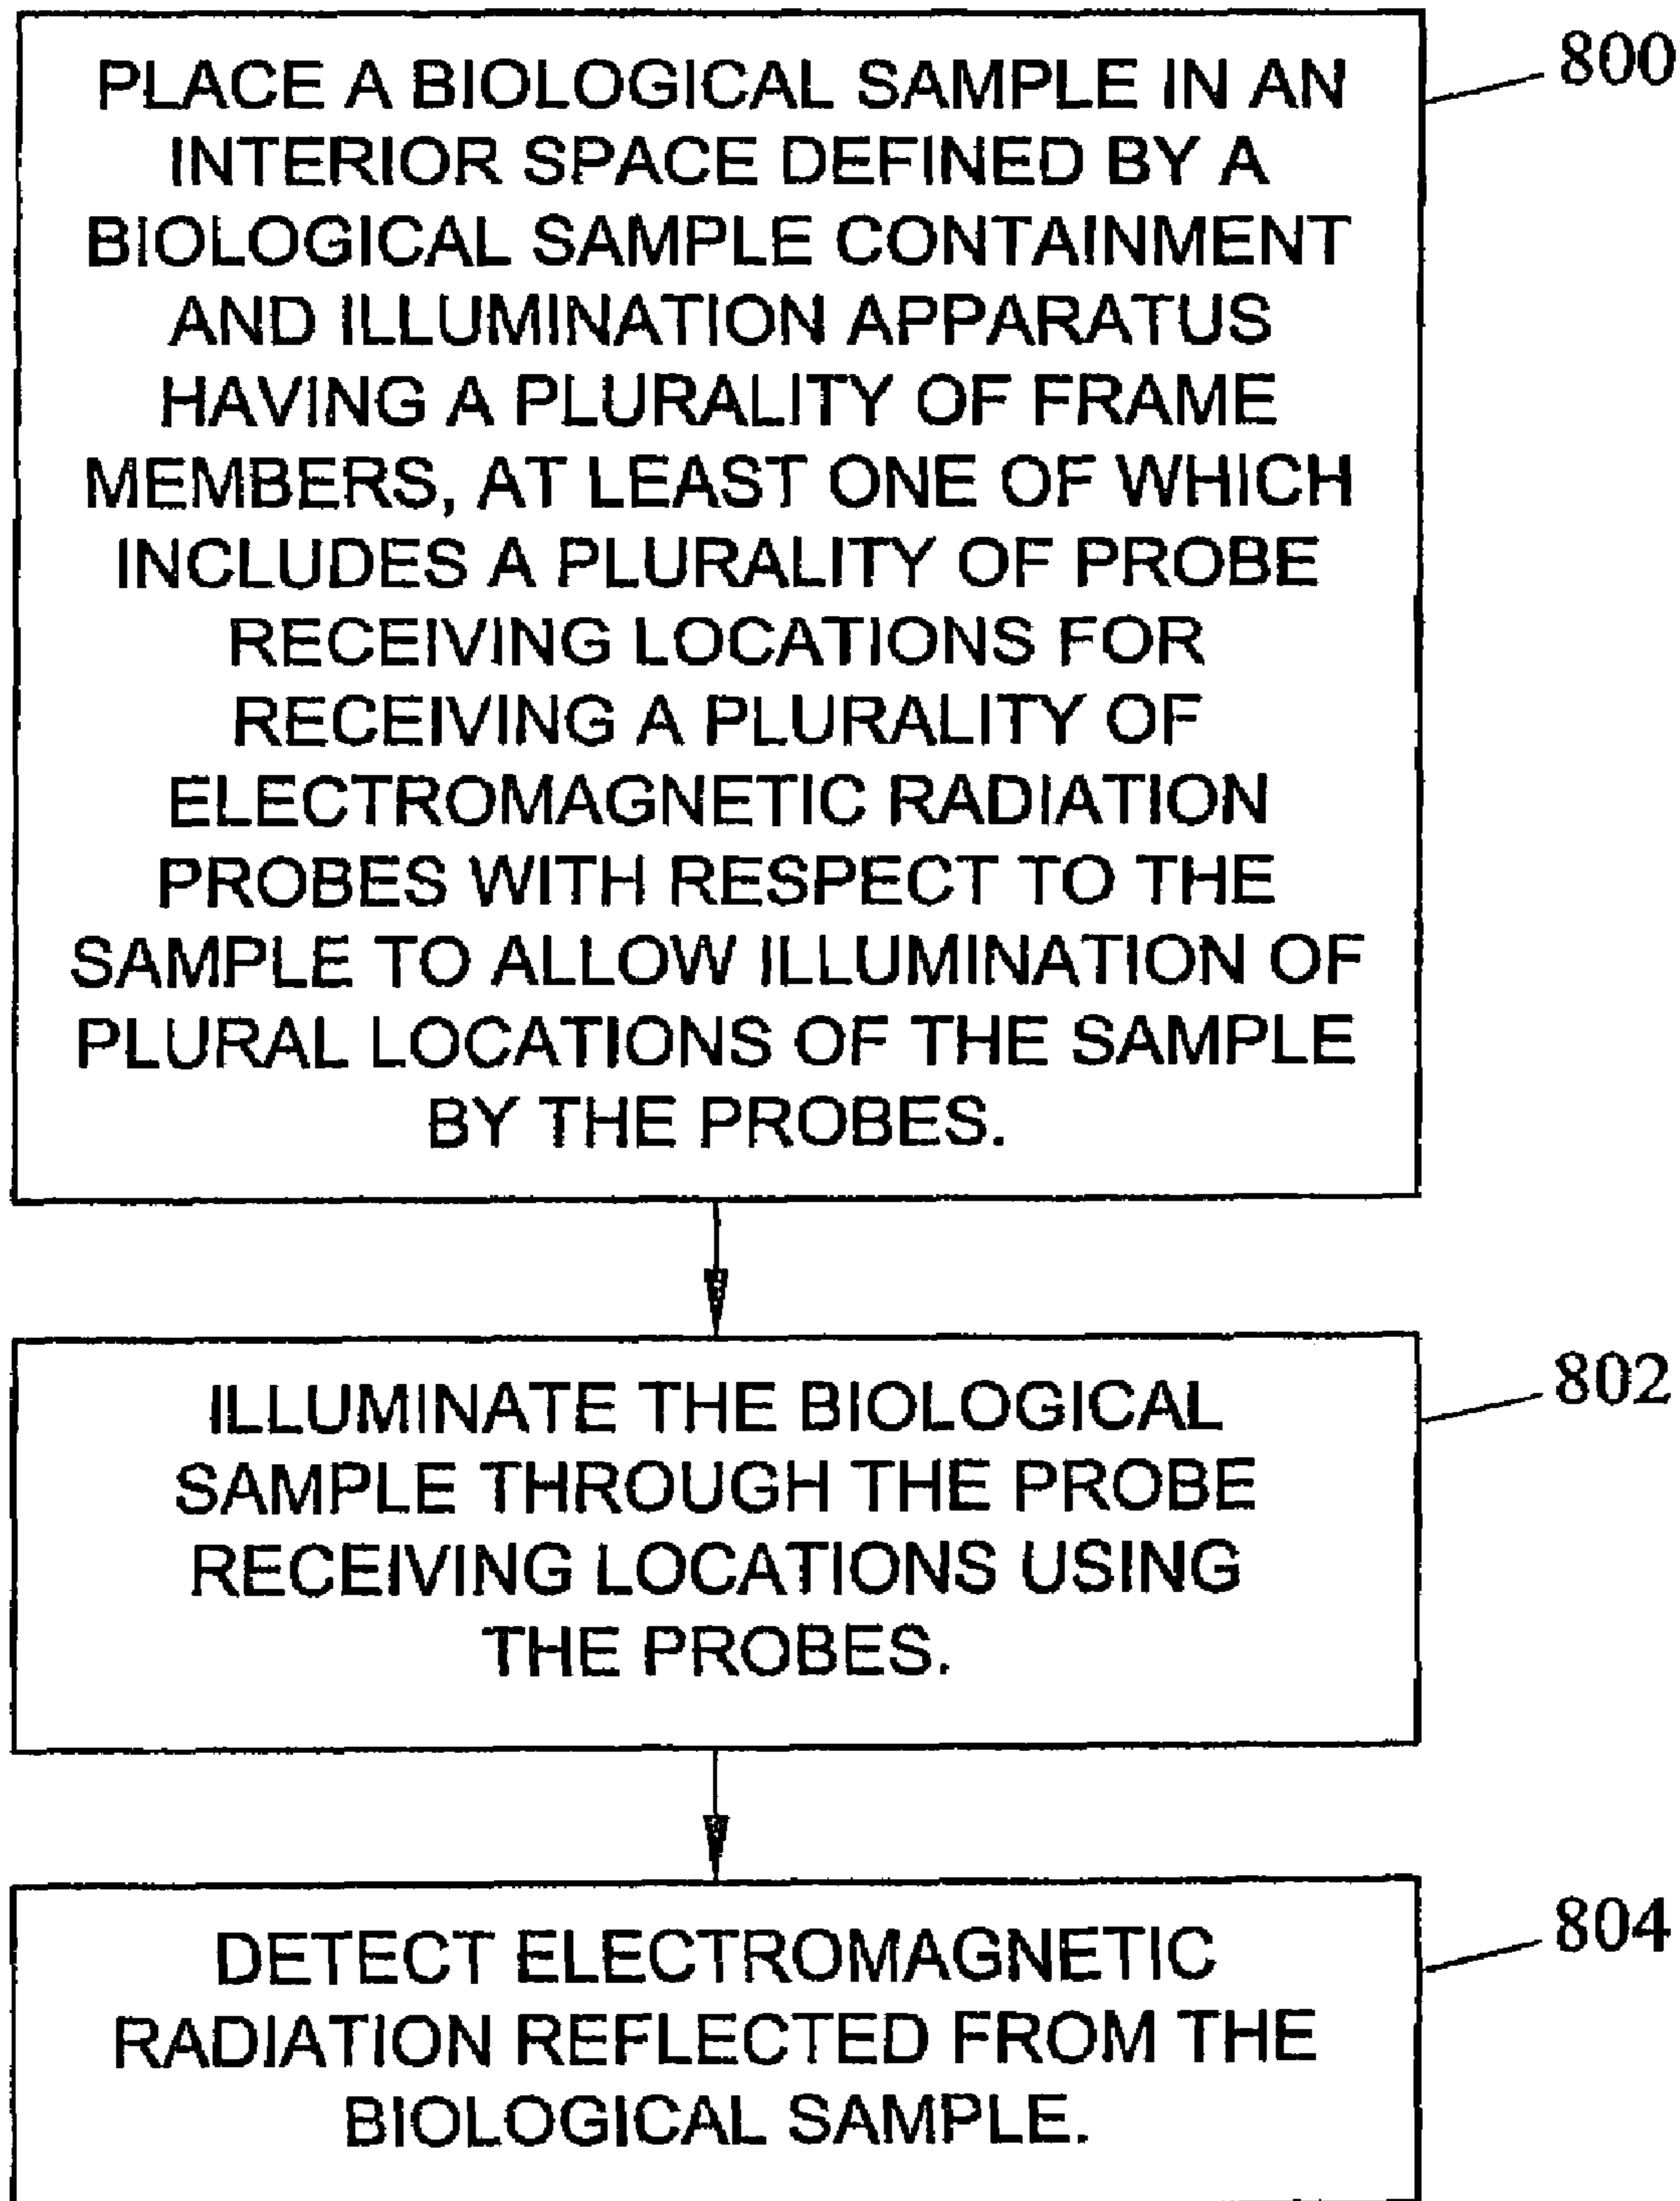 PLACE A BIOLOGICAL SAMPLE IN AN
INTERIOR SPACE DEFINED BY A
BIOLOGICAL SAMPLE CONTAINMENT
AND ILLUMINATION APPARATUS
HAVING A PLURALITY OF FRAME
MEMBERS, AT LEAST ONE OF WHICH
INCLUDES A PLURALITY OF PROBE
RECEIVING LOCATIONS FOR
RECEIVING A PLURALITY OF
ELECTROMAGNETIC RADIATION
PROBES WITH RESPECT TO THE
SAMPLE TO ALLOW ILLUMINATION OF
PLURAL LOCATIONS OF THE SAMPLE
BY THE PROBES.
800
ILLUMINATE THE BIOLOGICAL
SAMPLE THROUGH THE PROBE
RECEIVING LOCATIONS USING
THE PROBES.
802
DETECT ELECTROMAGNETIC
RADIATION REFLECTED FROM THE
BIOLOGICAL SAMPLE.
804